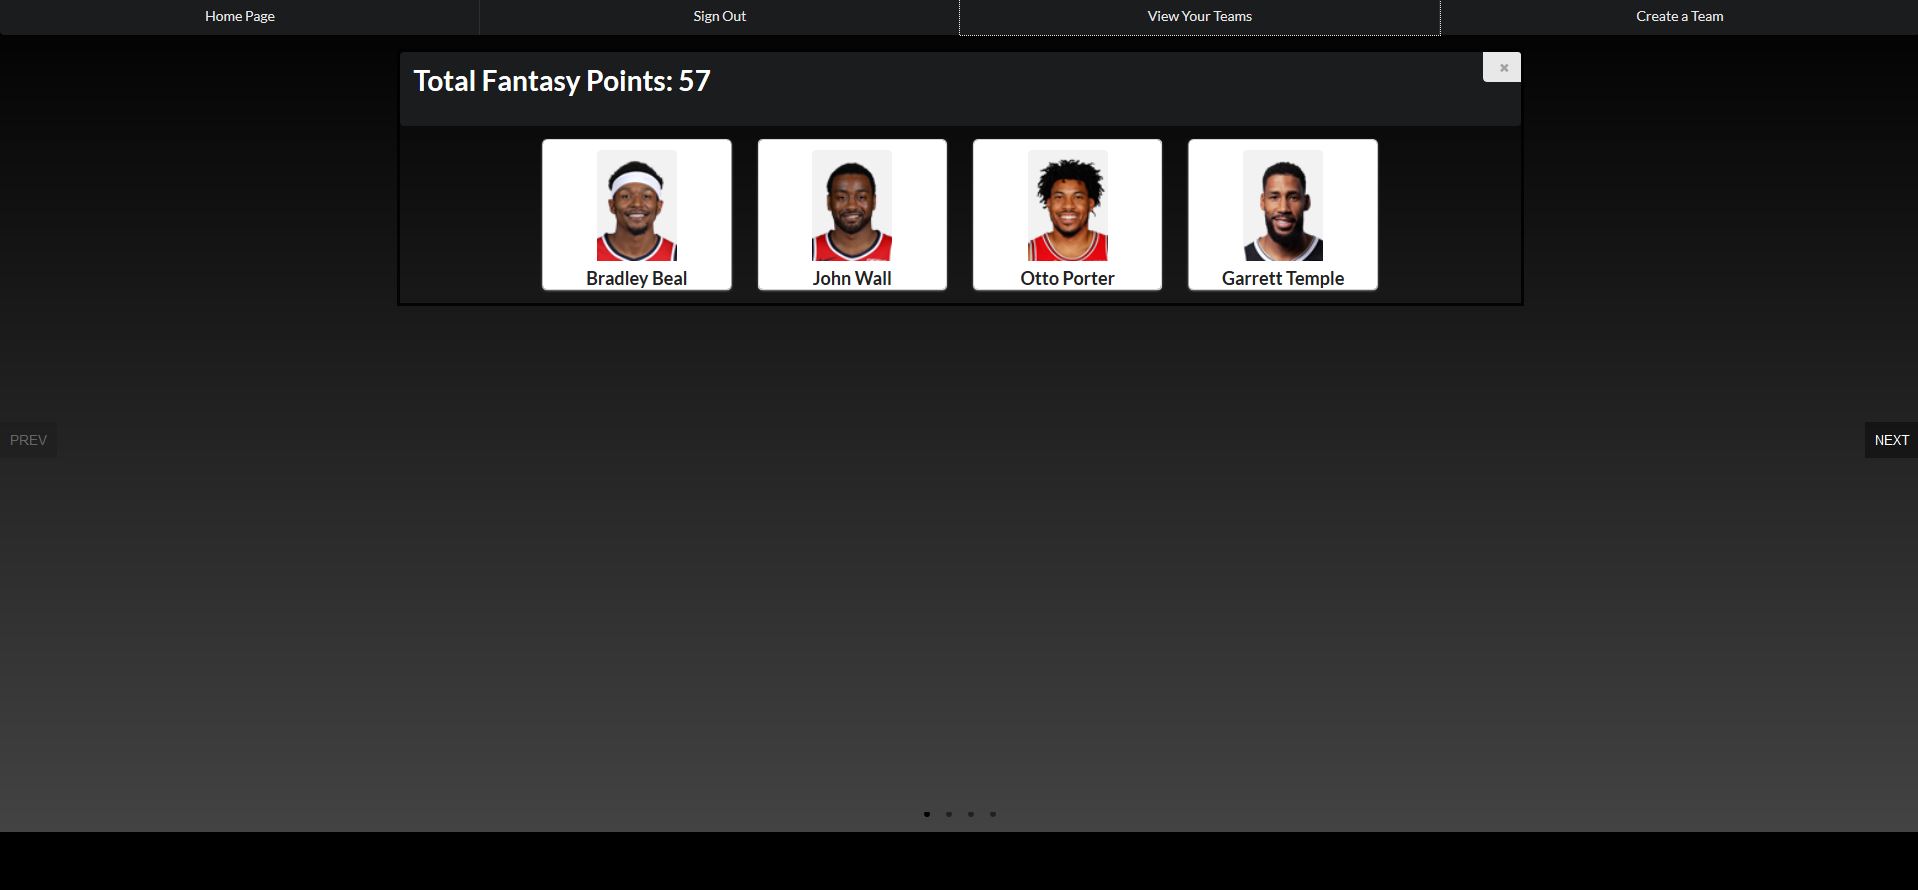 Home Page
Sign Out
View Your Teams
Create a Team
Total Fantasy Points: 57
Bradley Beal
John Wall
Otto Porter
Garrett Temple
PREV
NEXT